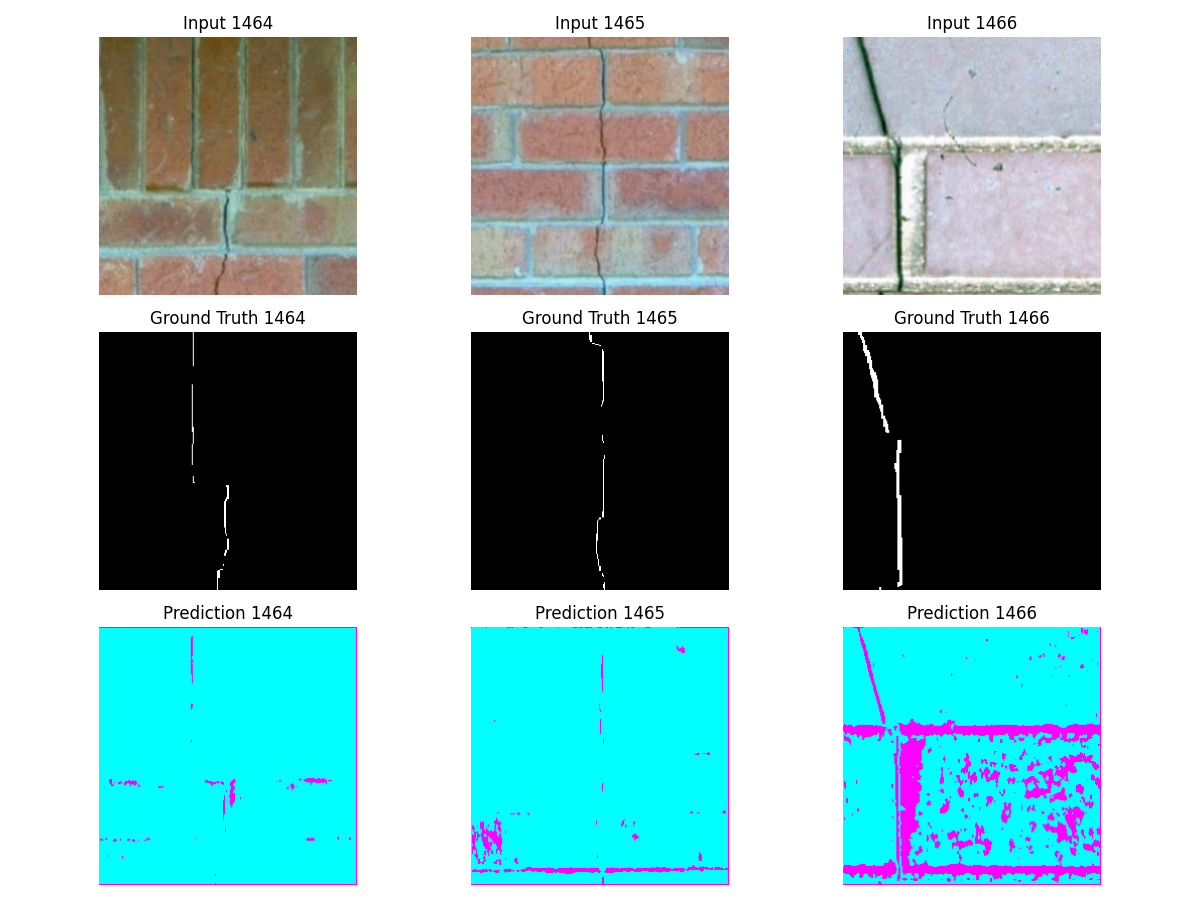 Input 1464
Input 1465
Input 1466
Ground Truth 1464
Ground Truth 1465
Ground Truth 1466
Prediction 1464
Prediction 1465
Prediction 1466